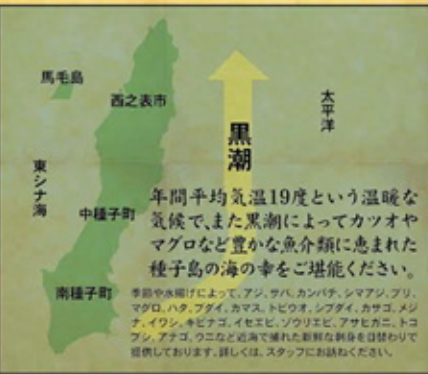 馬毛島
西之表市
太平洋
黒潮
東シナ海
中種子町
南種子町
年間平均気温19度という温暖な
気候で、また黒潮によってカツオや
マグロなど豊かな魚介類に恵まれた
種子島の海の幸をご堪能ください。
季節や水揚げによって、アジ、サバ、カンパチ、シマアジ、ブリ、
マグロ、ハタ、ブダイ、カマス、トビウオ、シブダイ、カサゴ、メジ
ナ、イワシ、キビナゴ、イセエビ、ゾウリエビ、アサヒガニ、トコ
ブシ、アナゴ、ウニなど近海で捕れた新鮮な刺身を日替わりで
提供しております。詳しくは、スタッフにお訪ねください。